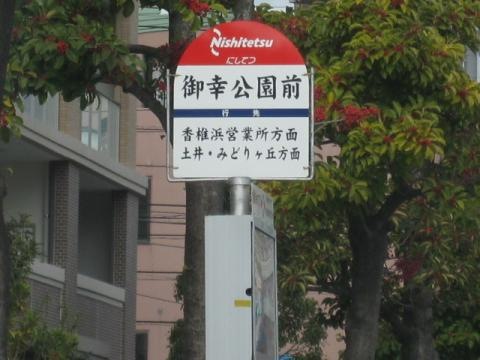 Nishitetsu
にしてつ
御幸公園前
行先
香椎浜営業所方面
土井・みどりヶ丘方面